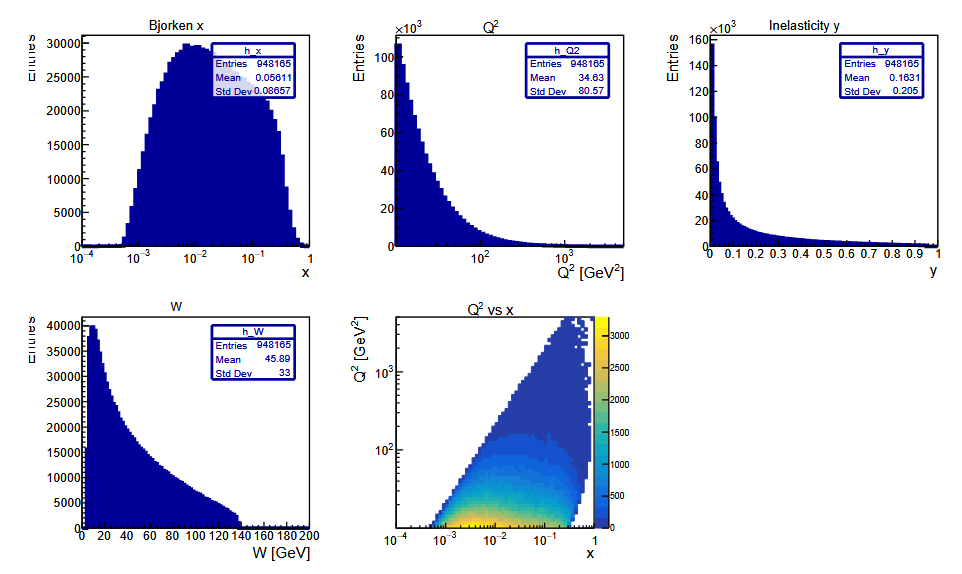 Bjorken x
Entries
30000
25000
20000
15000
10000
5000
0
10⁻⁴ 10⁻³ 10⁻² 10⁻¹ 1
x
h_x
Entries 948165
Mean 0.05611
Std Dev 0.08657
Q²
×10³
Entries
100
80
60
40
20
0
10² 10³
Q² [GeV²]
h_Q2
Entries 948165
Mean 34.63
Std Dev 80.57
Inelasticity y
×10³
Entries
160
140
120
100
80
60
40
20
0
0 0.1 0.2 0.3 0.4 0.5 0.6 0.7 0.8 0.9 1
y
h_y
Entries 948165
Mean 0.1631
Std Dev 0.205
W
Entries
40000
35000
30000
25000
20000
15000
10000
5000
0
0 20 40 60 80 100 120 140 160 180 200
W [GeV]
h_W
Entries 948165
Mean 45.89
Std Dev 33
Q² vs x
Q² [GeV²]
10³
10²
10⁻⁴ 10⁻³ 10⁻² 10⁻¹ 1
x
3000
2500
2000
1500
1000
500
0